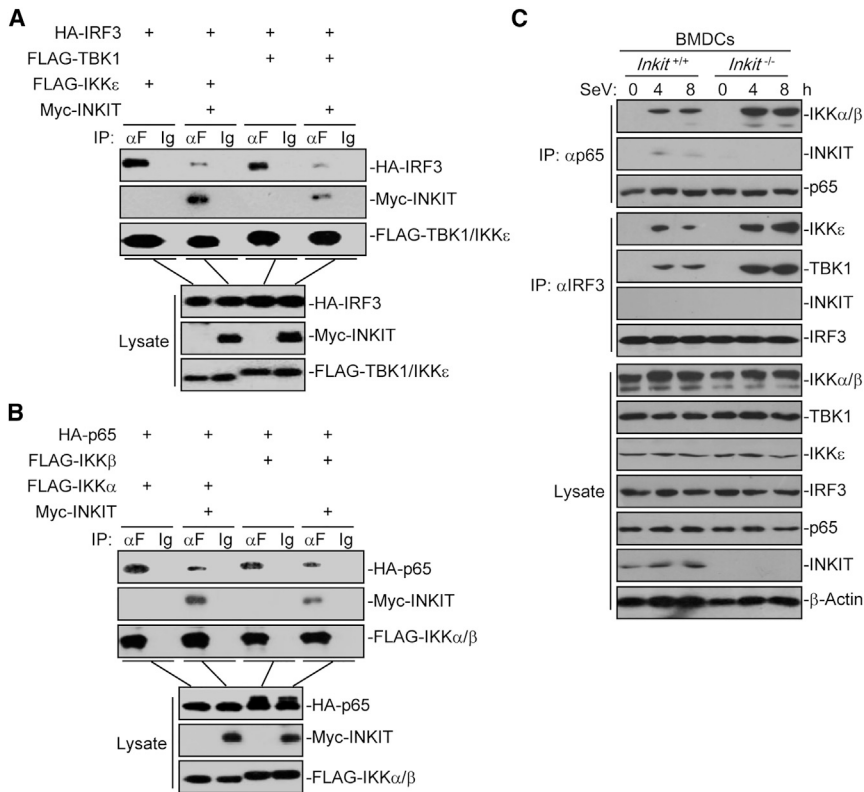 A
HA-IRF3 + + + +
FLAG-TBK1 + +
FLAG-IKKε + +
Myc-INKIT + +
IP: αF Ig αF Ig αF Ig αF Ig
-HA-IRF3
-Myc-INKIT
-FLAG-TBK1/IKKε
Lysate
-HA-IRF3
-Myc-INKIT
-FLAG-TBK1/IKKε
B
HA-p65 + + + +
FLAG-IKKβ + +
FLAG-IKKα + +
Myc-INKIT + +
IP: αF Ig αF Ig αF Ig αF Ig
-HA-p65
-Myc-INKIT
-FLAG-IKKα/β
Lysate
-HA-p65
-Myc-INKIT
-FLAG-IKKα/β
C
BMDCs
Inkit +/+ Inkit -/-
SeV: 0 4 8 0 4 8 h
IP: αp65
-IKKα/β
-INKIT
-p65
IP: αIRF3
-IKKε
-TBK1
-INKIT
-IRF3
Lysate
-IKKα/β
-TBK1
-IKKε
-IRF3
-p65
-INKIT
-β-Actin